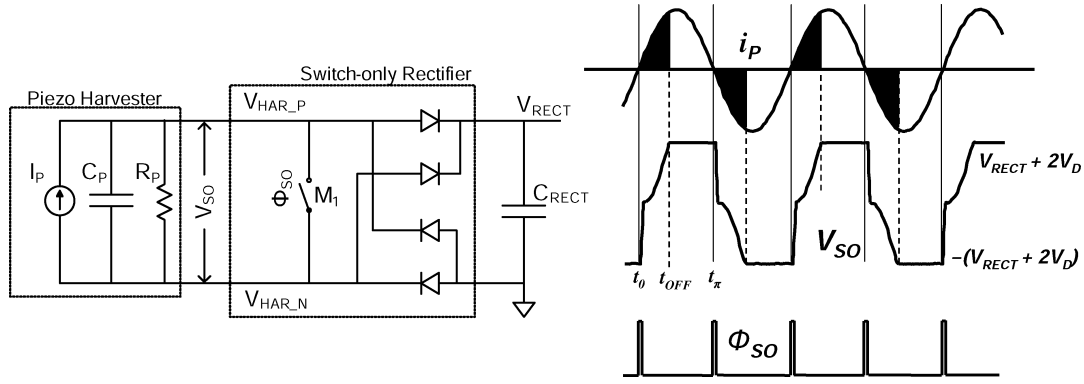 Switch-only Rectifier
Piezo Harvester
V_HAR_P
V_RECT
I_P
C_P
R_P
V_SO
Φ_SO
M_1
C_RECT
V_HAR_N
i_P
V_RECT + 2V_D
V_SO
–(V_RECT + 2V_D)
t_0
t_OFF
t_π
Φ_SO